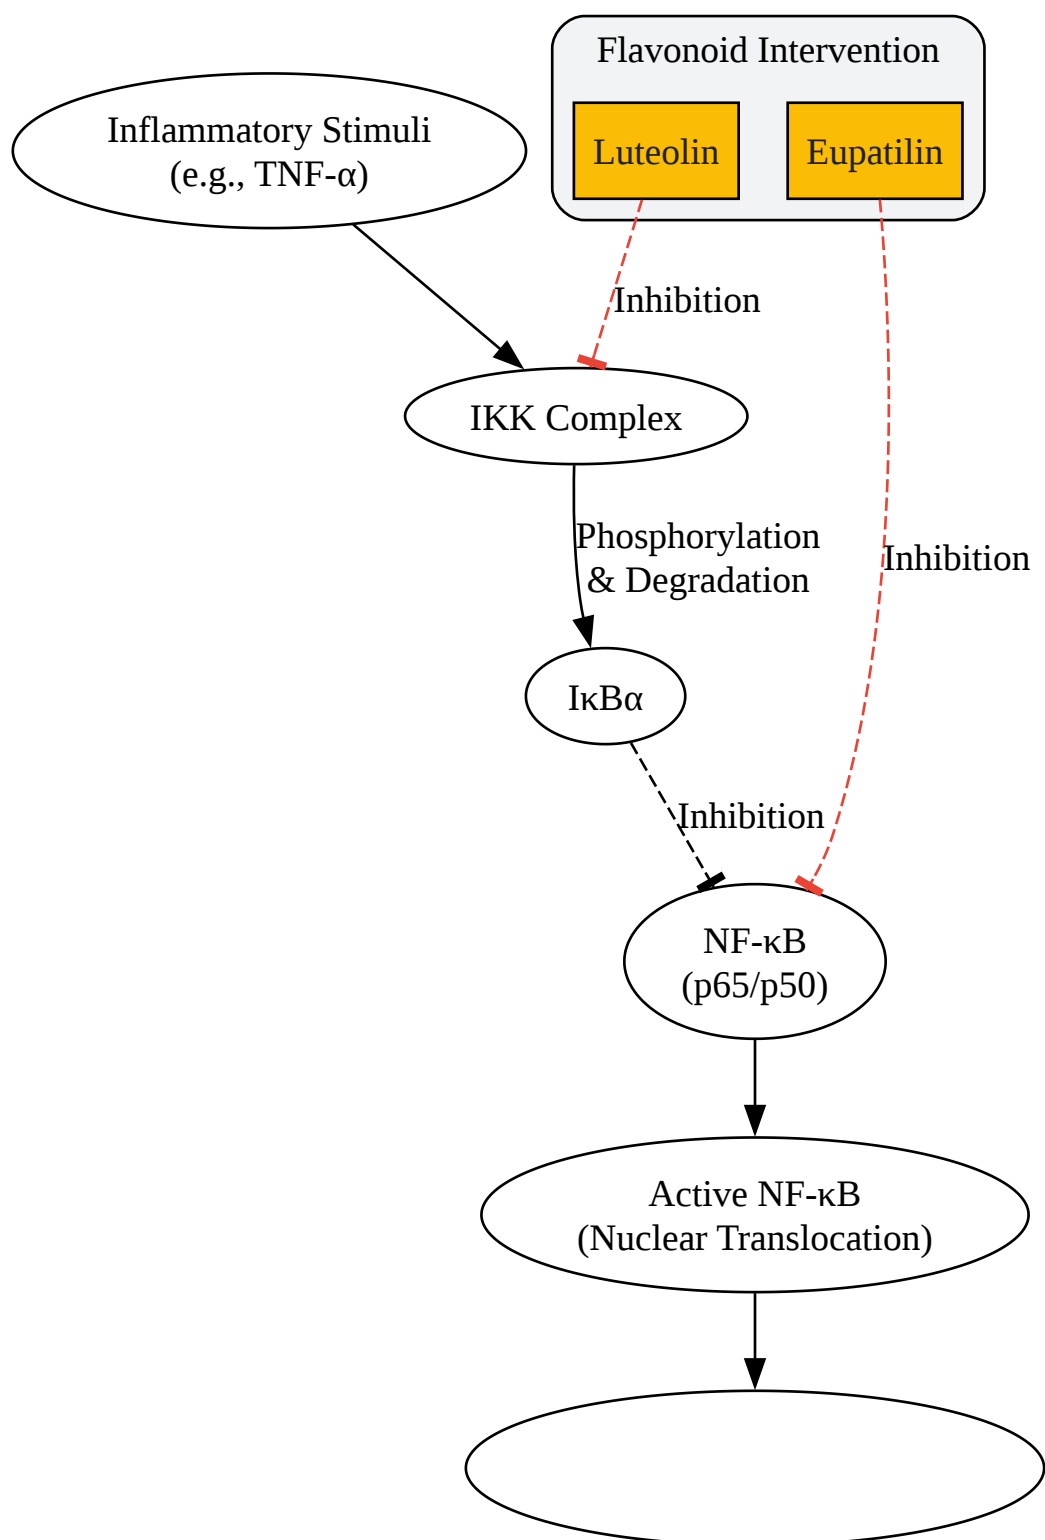 Flavonoid Intervention
Inflammatory Stimuli
(e.g., TNF-α)
Luteolin
Eupatilin
Inhibition
IKK Complex
Phosphorylation
& Degradation
Inhibition
IκBα
Inhibition
NF-κB
(p65/p50)
Active NF-κB
(Nuclear Translocation)